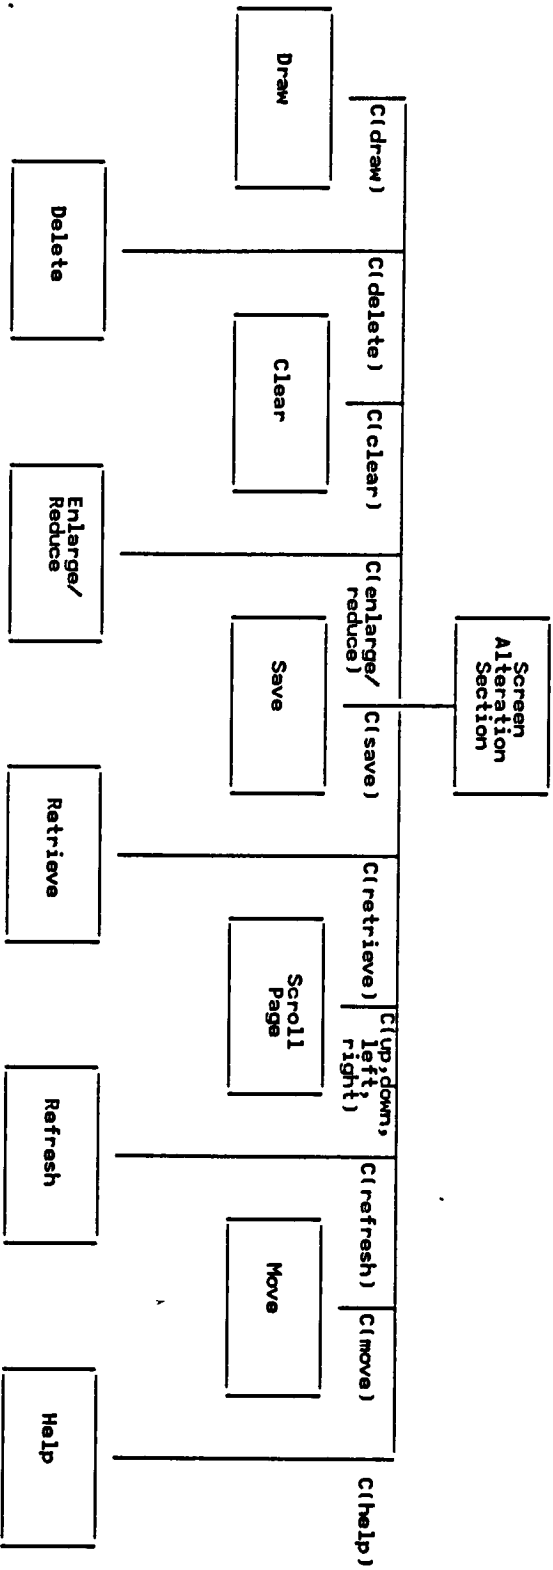 Screen
Alteration
Section
C(draw)
C(delete)
C(clear)
C(enlarge/
reduce)
C(save)
C(retrieve)
C(up,down,
left,
right)
C(refresh)
C(move)
C(help)
Draw
Clear
Save
Scroll
Page
Move
Delete
Enlarge/
Reduce
Retrieve
Refresh
Help